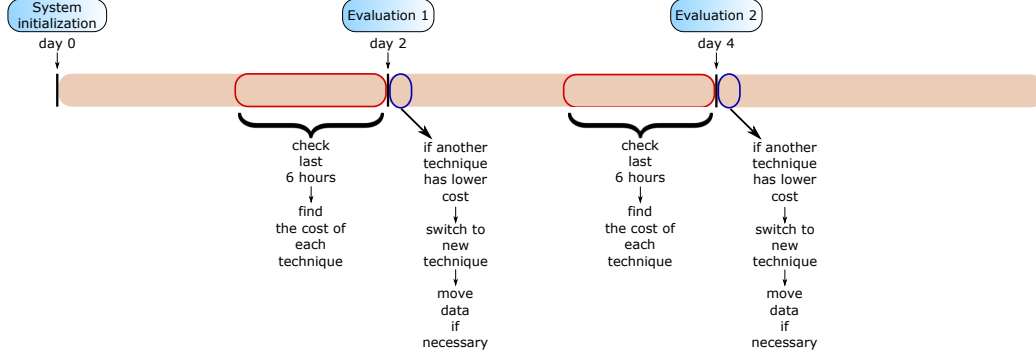 System
initialization
day 0
Evaluation 1
day 2
Evaluation 2
day 4
check
last
6 hours
find
the cost of
each
technique
if another
technique
has lower
cost
switch to
new
technique
move
data
if
necessary
check
last
6 hours
find
the cost of
each
technique
if another
technique
has lower
cost
switch to
new
technique
move
data
if
necessary